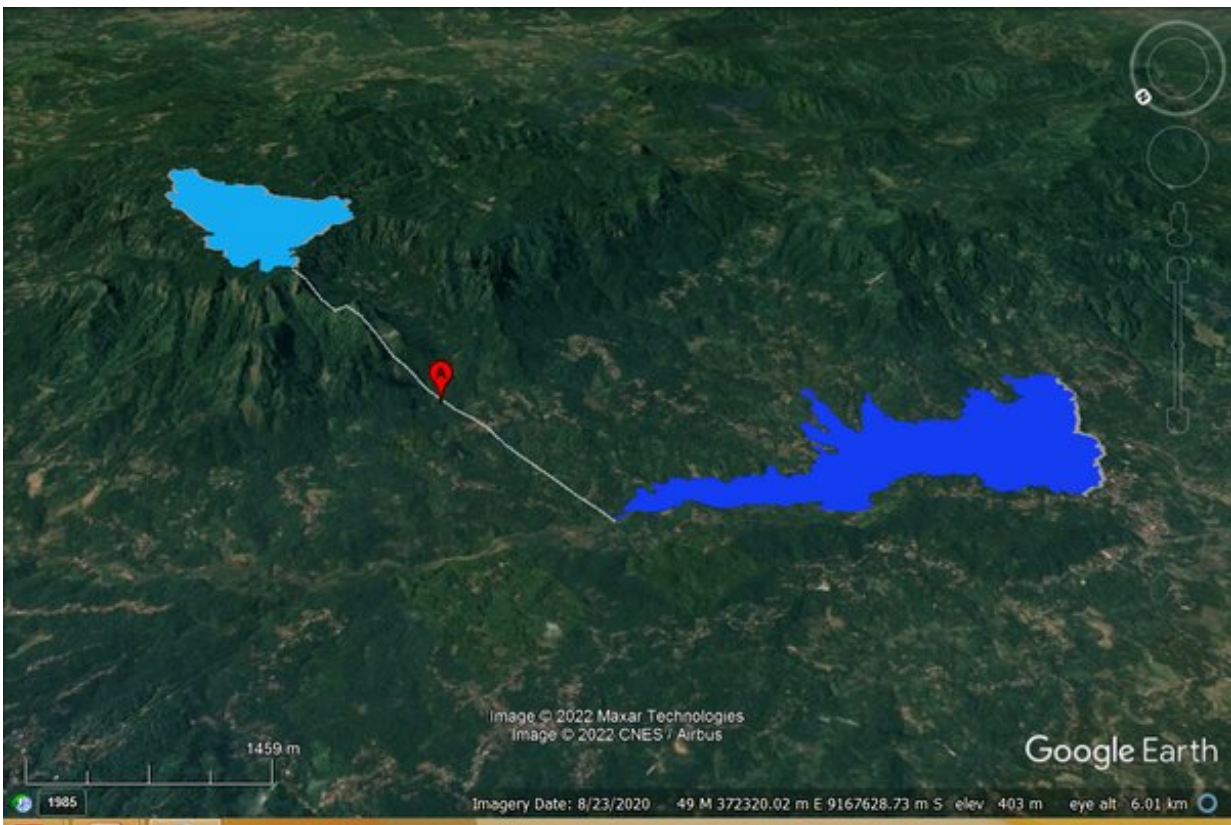 N
A
Image © 2022 Maxar Technologies
Image © 2022 CNES / Airbus
1459 m
Google Earth
1985
Imagery Date: 8/23/2020 49 M 372320.02 m E 9167628.73 m S elev 403 m eye alt 6.01 km